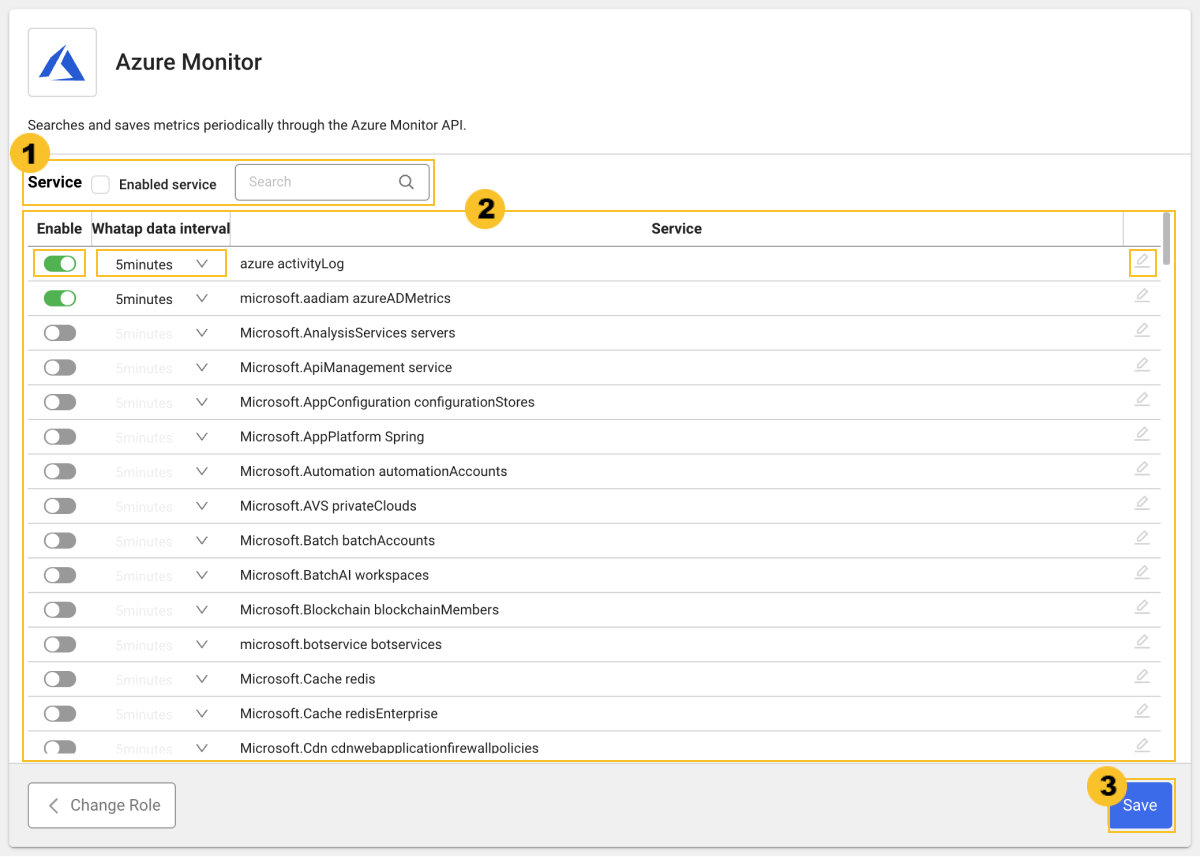 Azure Monitor
Searches and saves metrics periodically through the Azure Monitor API.
1
Service Enabled service Search
2
Enable Whatap data interval Service
5minutes azure activityLog
5minutes microsoft.aadiam azureADMetrics
5minutes Microsoft.AnalysisServices servers
5minutes Microsoft.ApiManagement service
5minutes Microsoft.AppConfiguration configurationStores
5minutes Microsoft.AppPlatform Spring
5minutes Microsoft.Automation automationAccounts
5minutes Microsoft.AVS privateClouds
5minutes Microsoft.Batch batchAccounts
5minutes Microsoft.BatchAI workspaces
5minutes Microsoft.Blockchain blockchainMembers
5minutes microsoft.botservice botservices
5minutes Microsoft.Cache redis
5minutes Microsoft.Cache redisEnterprise
5minutes Microsoft.Cdn cdnwebapplicationfirewallpolicies
3
Change Role Save